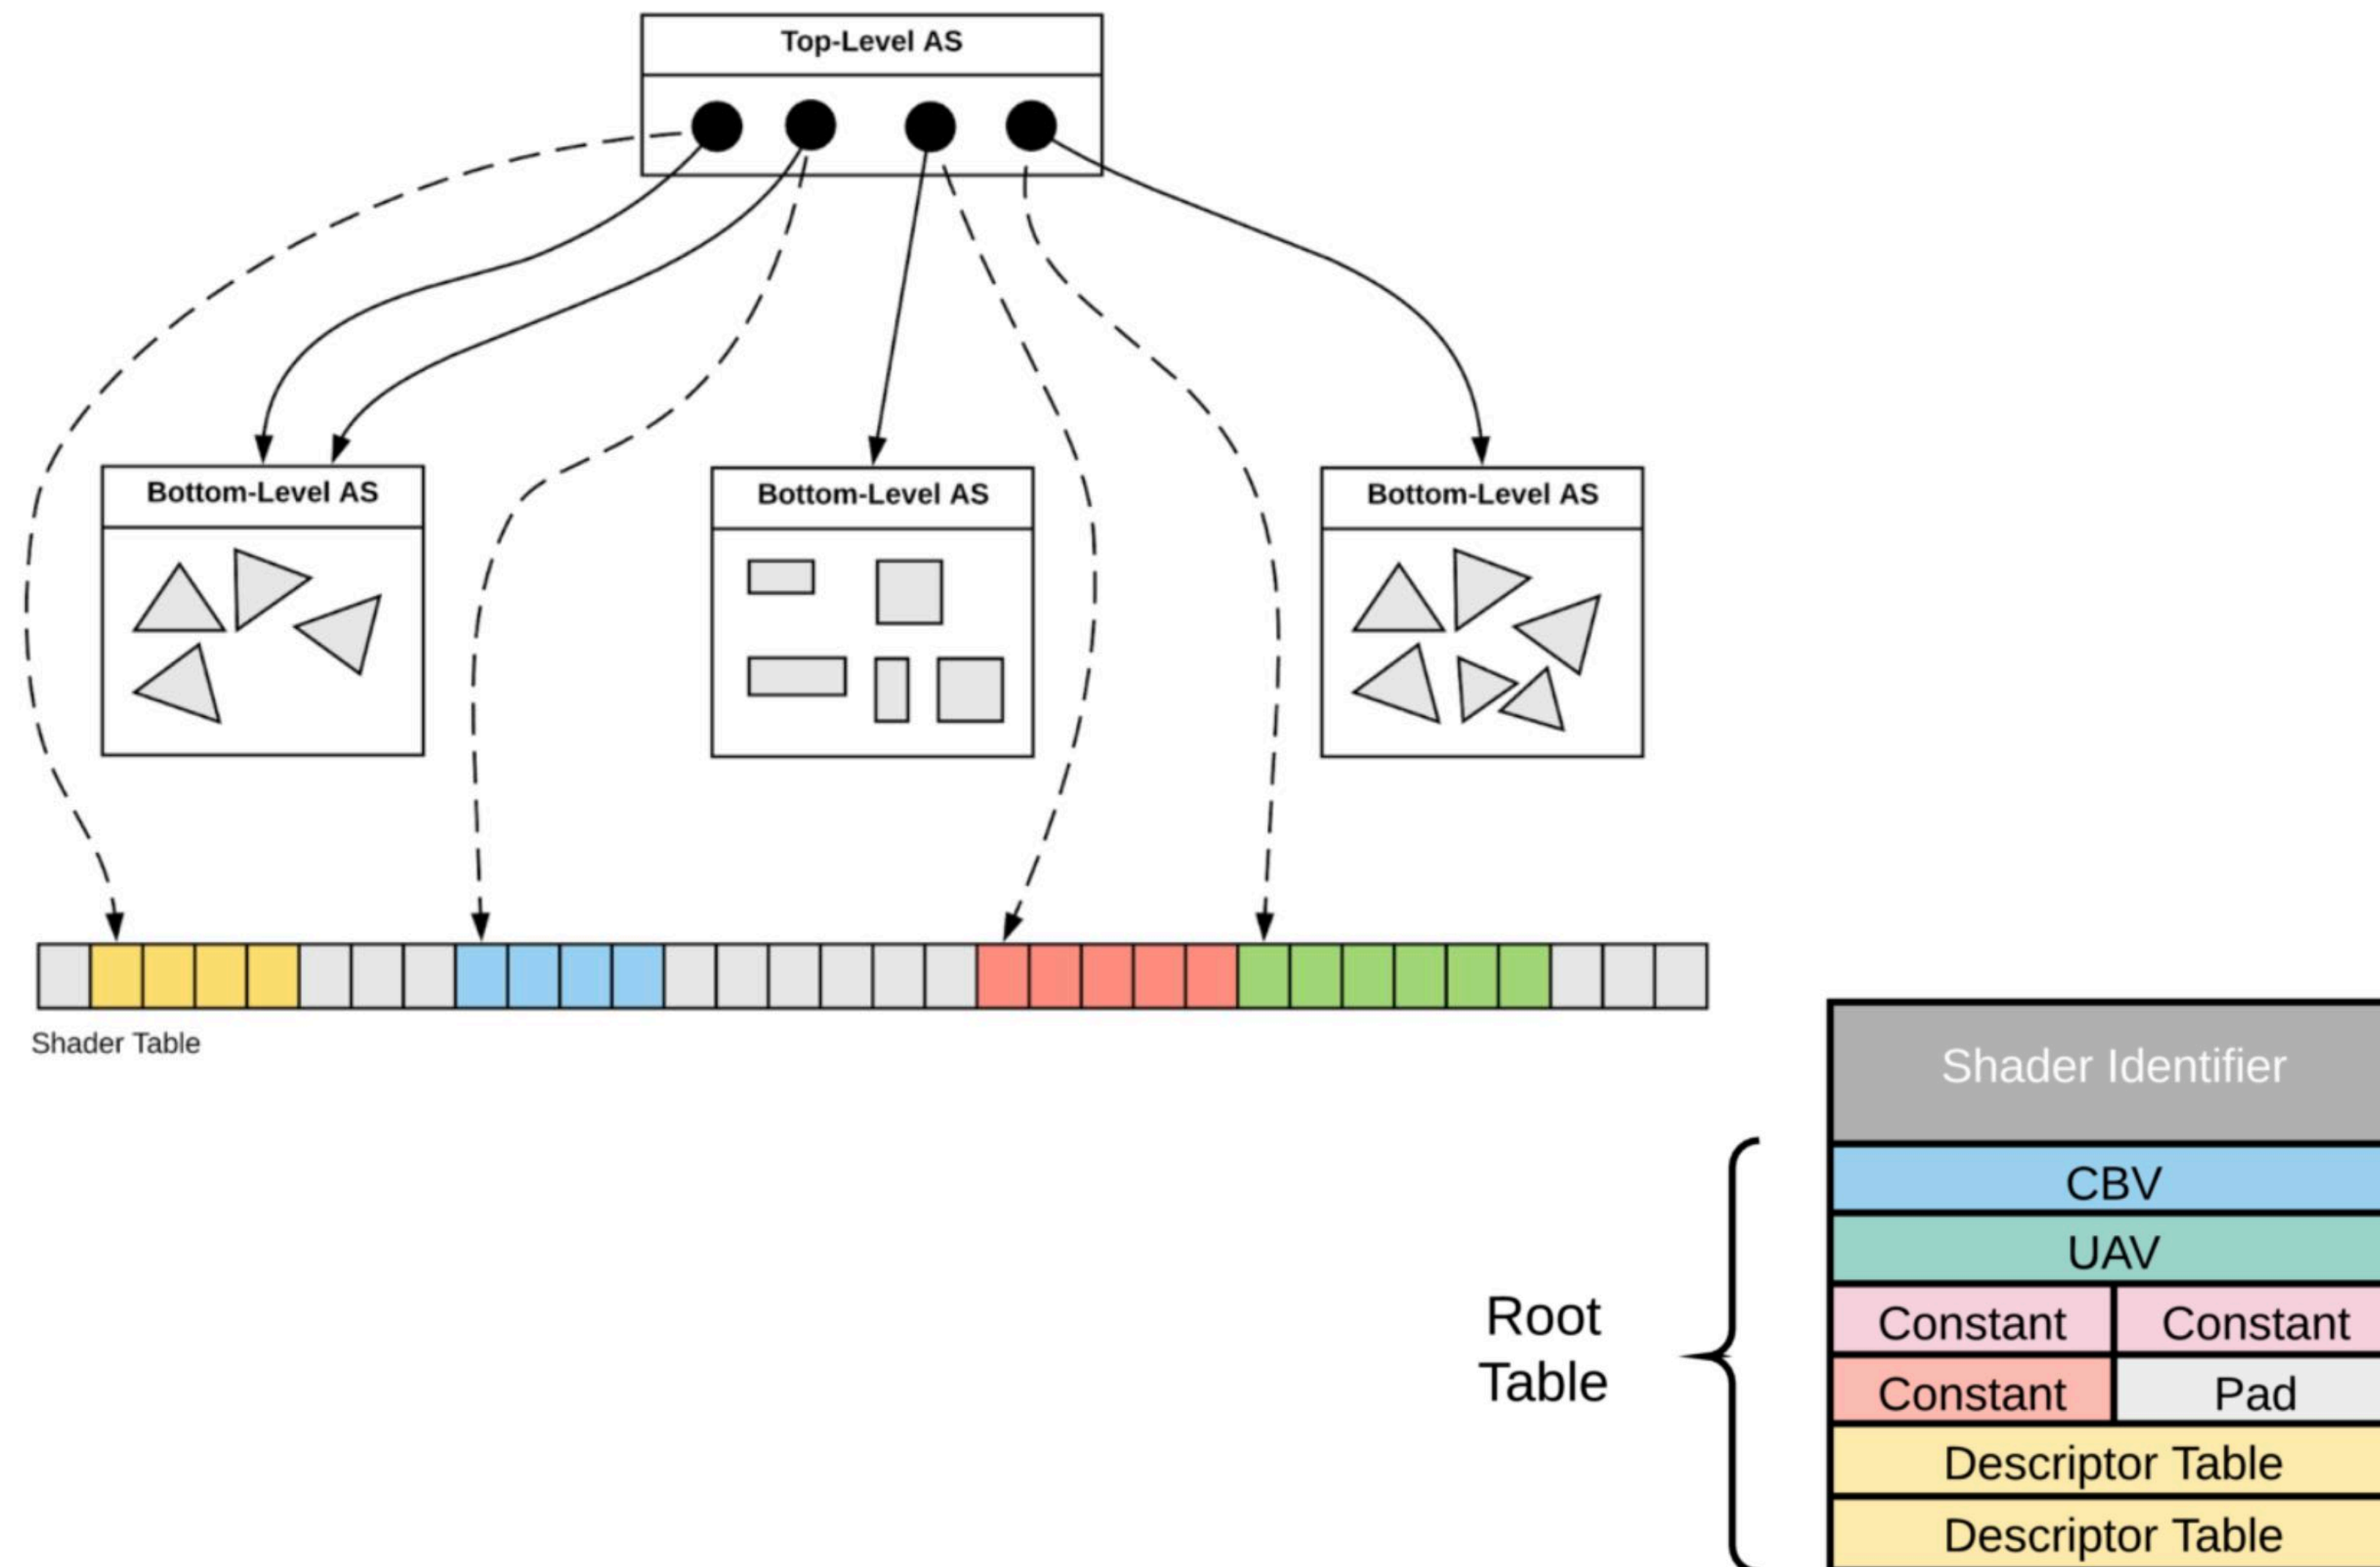 Top-Level AS
Bottom-Level AS
Bottom-Level AS
Bottom-Level AS
Shader Table
Shader Identifier
CBV
UAV
Root
Table
Constant
Constant
Constant
Pad
Descriptor Table
Descriptor Table